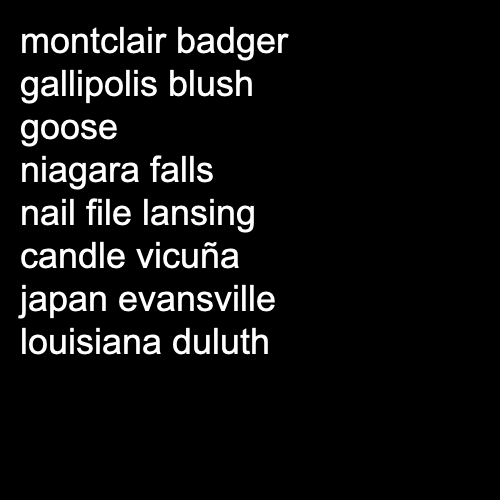 montclair badger
gallipolis blush
goose
niagara falls
nail file lansing
candle vicuña
japan evansville
louisiana duluth